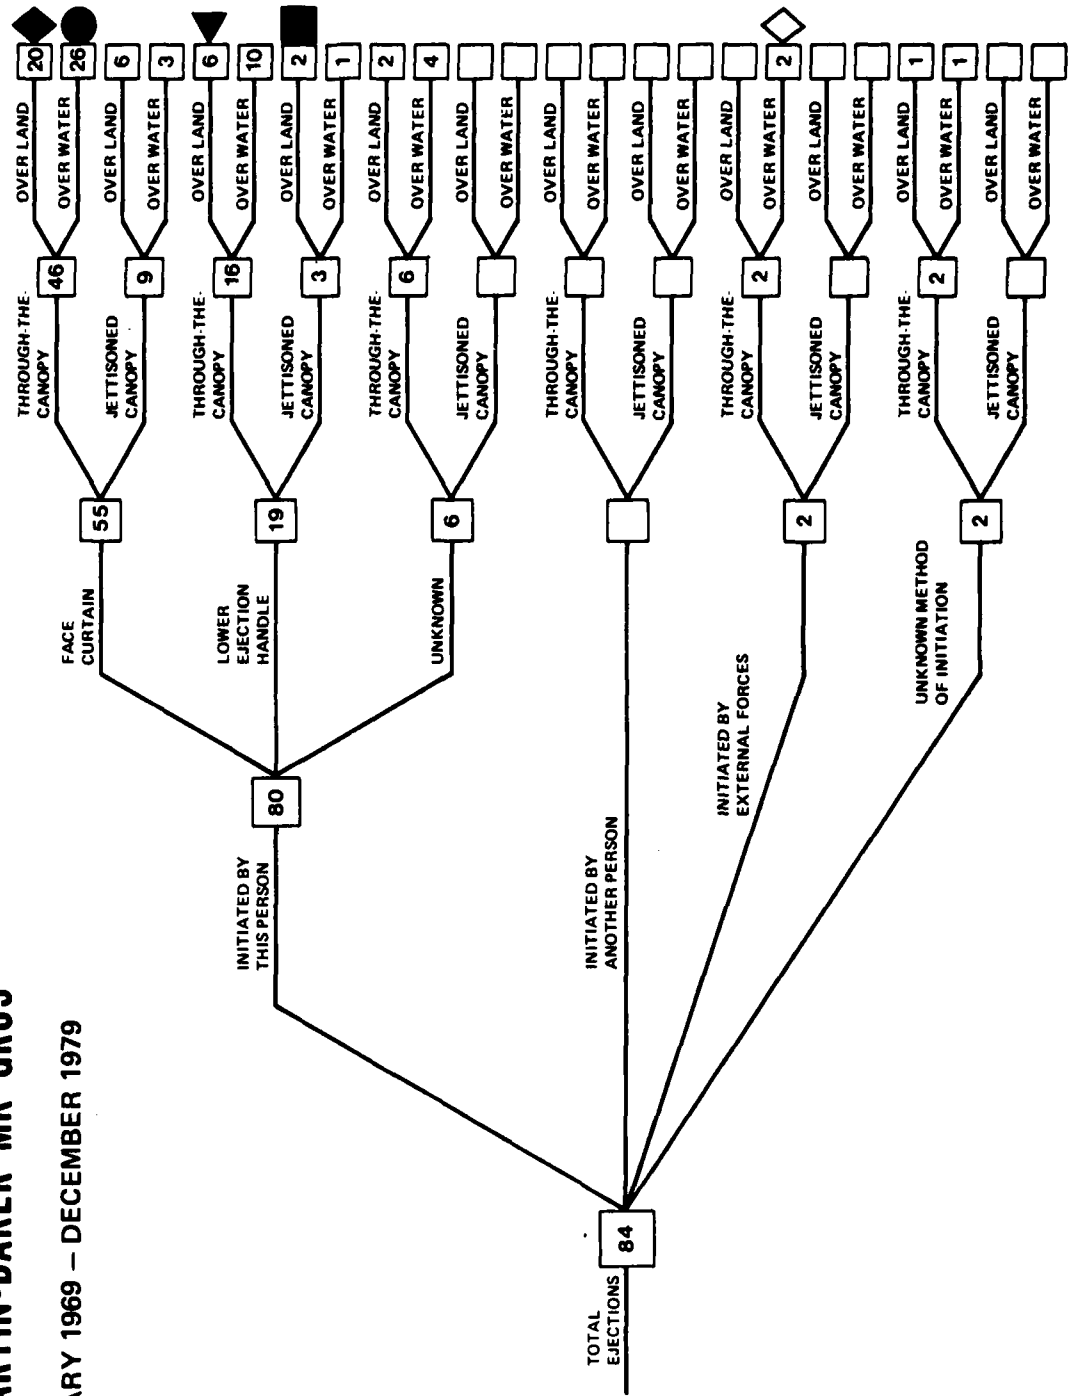 ARTIN-BAKER MK GRU5
ARY 1969 – DECEMBER 1979
TOTAL
EJECTIONS
84
INITIATED BY
THIS PERSON
80
FACE
CURTAIN
55
THROUGH-THE-
CANOPY
46
OVER LAND
20
OVER WATER
26
JETTISONED
CANOPY
9
OVER LAND
6
OVER WATER
3
LOWER
EJECTION
HANDLE
19
THROUGH-THE-
CANOPY
16
OVER LAND
6
OVER WATER
10
JETTISONED
CANOPY
3
OVER LAND
2
OVER WATER
1
UNKNOWN
6
THROUGH-THE-
CANOPY
6
OVER LAND
2
OVER WATER
4
JETTISONED
CANOPY
OVER LAND
OVER WATER
INITIATED BY
ANOTHER PERSON
THROUGH-THE-
CANOPY
OVER LAND
OVER WATER
JETTISONED
CANOPY
OVER LAND
OVER WATER
INITIATED BY
EXTERNAL FORCES
2
THROUGH-THE-
CANOPY
2
OVER LAND
OVER WATER
2
JETTISONED
CANOPY
OVER LAND
OVER WATER
UNKNOWN METHOD
OF INITIATION
2
THROUGH-THE-
CANOPY
2
OVER LAND
1
OVER WATER
1
JETTISONED
CANOPY
OVER LAND
OVER WATER